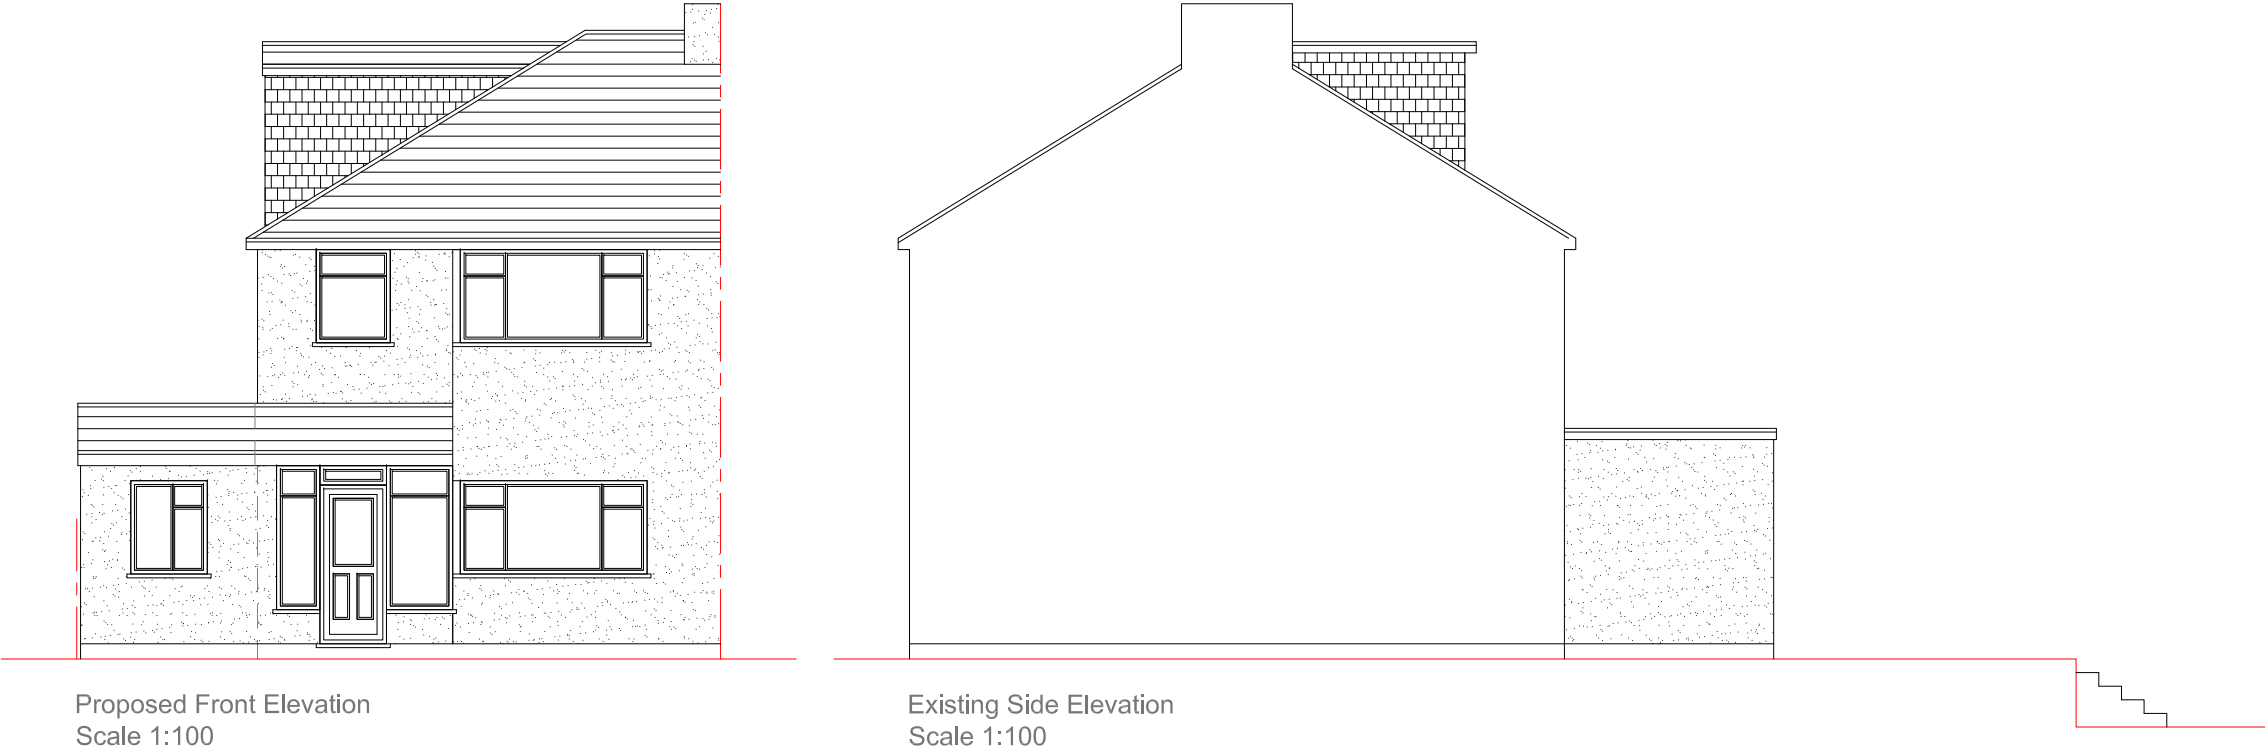 Proposed Front Elevation
Scale 1:100
Existing Side Elevation
Scale 1:100